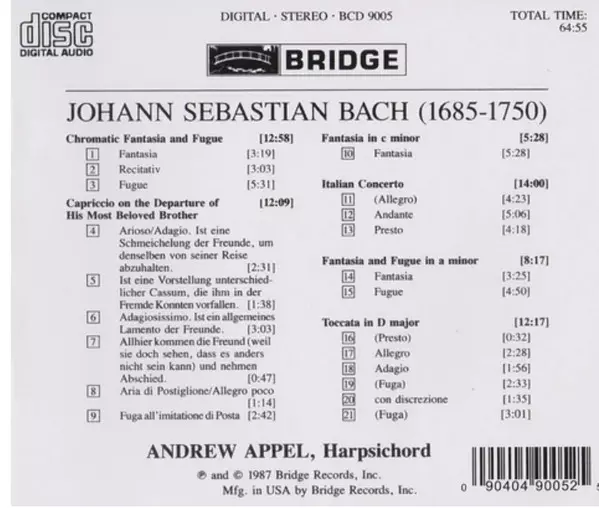 COMPACT
disc
DIGITAL AUDIO
DIGITAL · STEREO · BCD 9005
TOTAL TIME:
64:55
BRIDGE
JOHANN SEBASTIAN BACH (1685-1750)
Chromatic Fantasia and Fugue [12:58]
1 Fantasia [3:19]
2 Recitativ [3:03]
3 Fugue [5:31]
Capriccio on the Departure of [12:09]
His Most Beloved Brother
4 Arioso/Adagio. Ist eine
Schmeichelung der Freunde, um
denselben von seiner Reise
abzuhalten. [2:31]
5 Ist eine Vorstellung unterschied-
licher Cassum, die ihm in der
Fremde Konnten vorfallen. [1:38]
6 Adagiosissimo. Ist ein allgemeines
Lamento der Freunde. [3:03]
7 Allhier kommen die Freund (weil
sie doch sehen, dass es anders
nicht sein kann) und nehmen
Abschied. [0:47]
8 Aria di Postiglione/Allegro poco
[1:14]
9 Fuga all'imitatione di Posta [2:42]
Fantasia in c minor [5:28]
10 Fantasia [5:28]
Italian Concerto [14:00]
11 (Allegro) [4:23]
12 Andante [5:06]
13 Presto [4:18]
Fantasia and Fugue in a minor [8:17]
14 Fantasia [3:25]
15 Fugue [4:50]
Toccata in D major [12:17]
16 (Presto) [0:32]
17 Allegro [2:28]
18 Adagio [1:56]
19 (Fuga) [2:33]
20 con discrezione [1:35]
21 (Fuga) [3:01]
ANDREW APPEL, Harpsichord
℗ and © 1987 Bridge Records, Inc.
Mfg. in USA by Bridge Records, Inc.
0 90404 90052